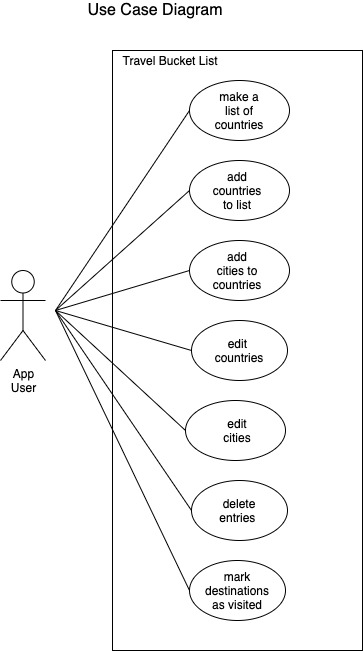 Use Case Diagram
Travel Bucket List
make a
list of
countries
add
countries
to list
add
cities to
countries
App
User
edit
countries
edit
cities
delete
entries
mark
destinations
as visited